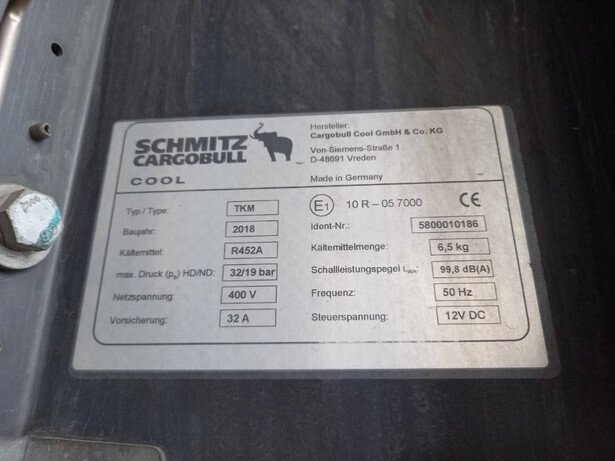 SCHMITZ
CARGOBULL
COOL
Hersteller:
Cargobull Cool GmbH & Co. KG
Von-Siemens-Straße 1
D-48691 Vreden
Made in Germany
Typ / Type: TKM E1 10 R – 05 7000 CE
Baujahr: 2018 Ident-Nr.: 5800010186
Kältemittel: R452A Kältemittelmenge: 6,5 kg
max. Druck (ps) HD/ND: 32/19 bar Schallleistungspegel LWA: 99,8 dB(A)
Netzspannung: 400 V Frequenz: 50 Hz
Vorsicherung: 32 A Steuerspannung: 12V DC